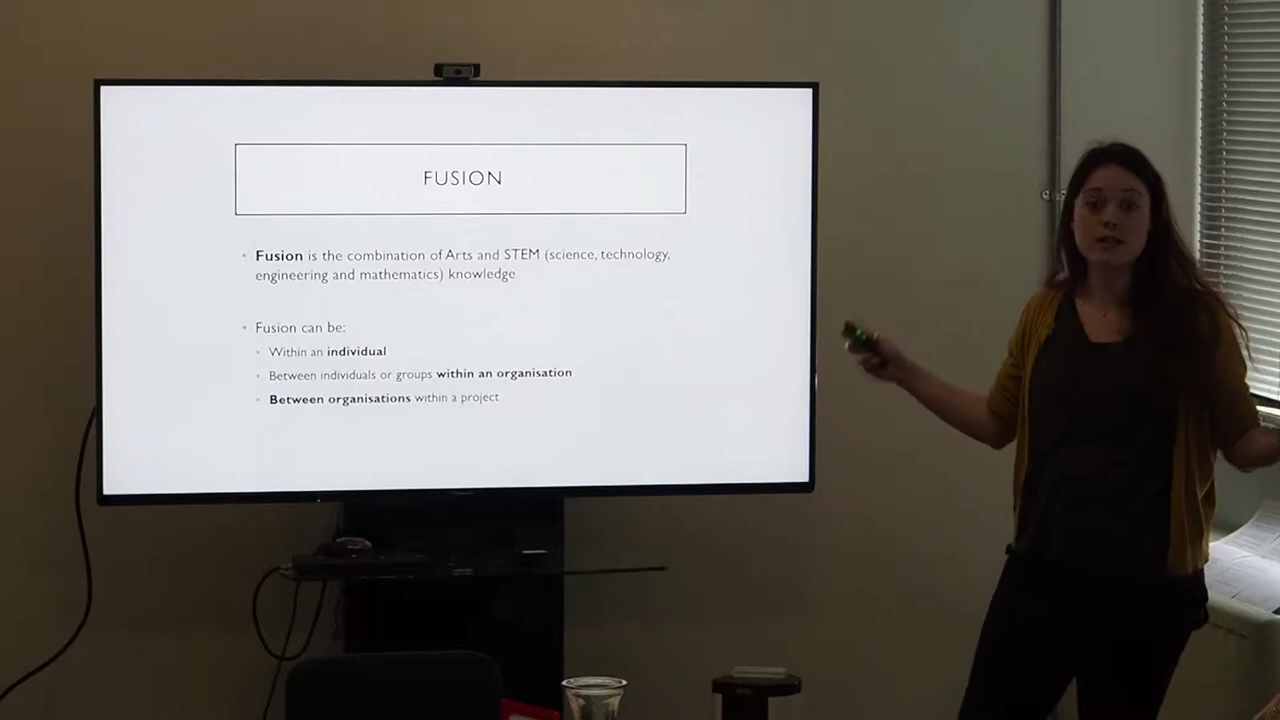 FUSION
Fusion is the combination of Arts and STEM (science, technology,
engineering and mathematics) knowledge
Fusion can be:
Within an individual
Between individuals or groups within an organisation
Between organisations within a project